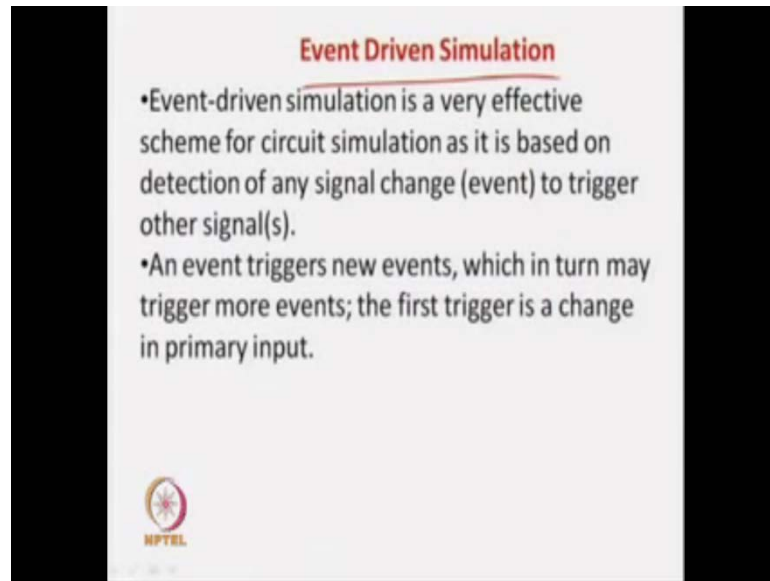 Event Driven Simulation
•Event-driven simulation is a very effective
scheme for circuit simulation as it is based on
detection of any signal change (event) to trigger
other signal(s).
•An event triggers new events, which in turn may
trigger more events; the first trigger is a change
in primary input.
NPTEL